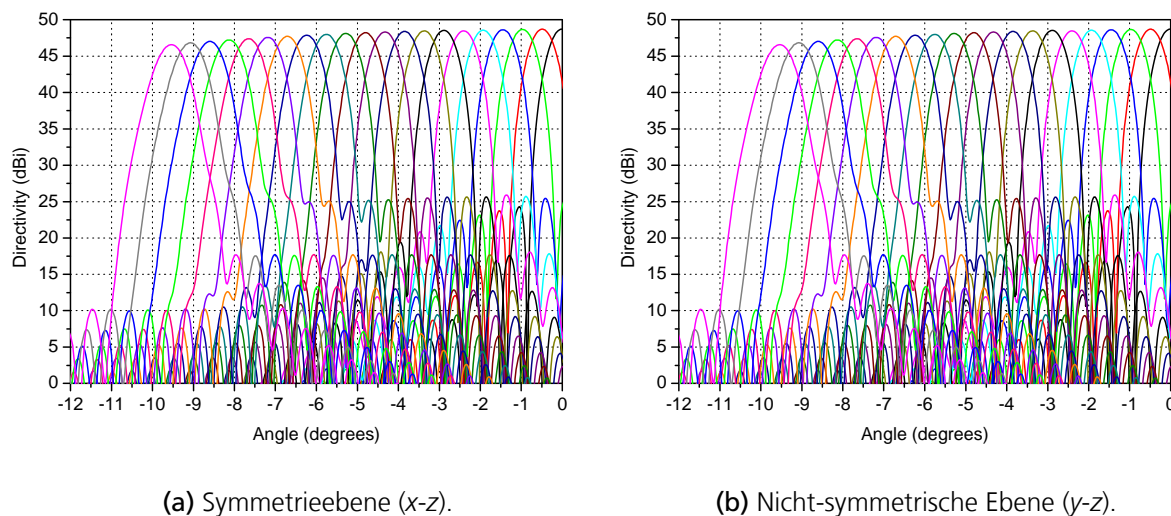 50
45
40
35
30
25
20
15
10
5
0
Directivity (dBi)
-12 -11 -10 -9 -8 -7 -6 -5 -4 -3 -2 -1 0
Angle (degrees)
(a) Symmetrieebene (x-z).
50
45
40
35
30
25
20
15
10
5
0
Directivity (dBi)
-12 -11 -10 -9 -8 -7 -6 -5 -4 -3 -2 -1 0
Angle (degrees)
(b) Nicht-symmetrische Ebene (y-z).